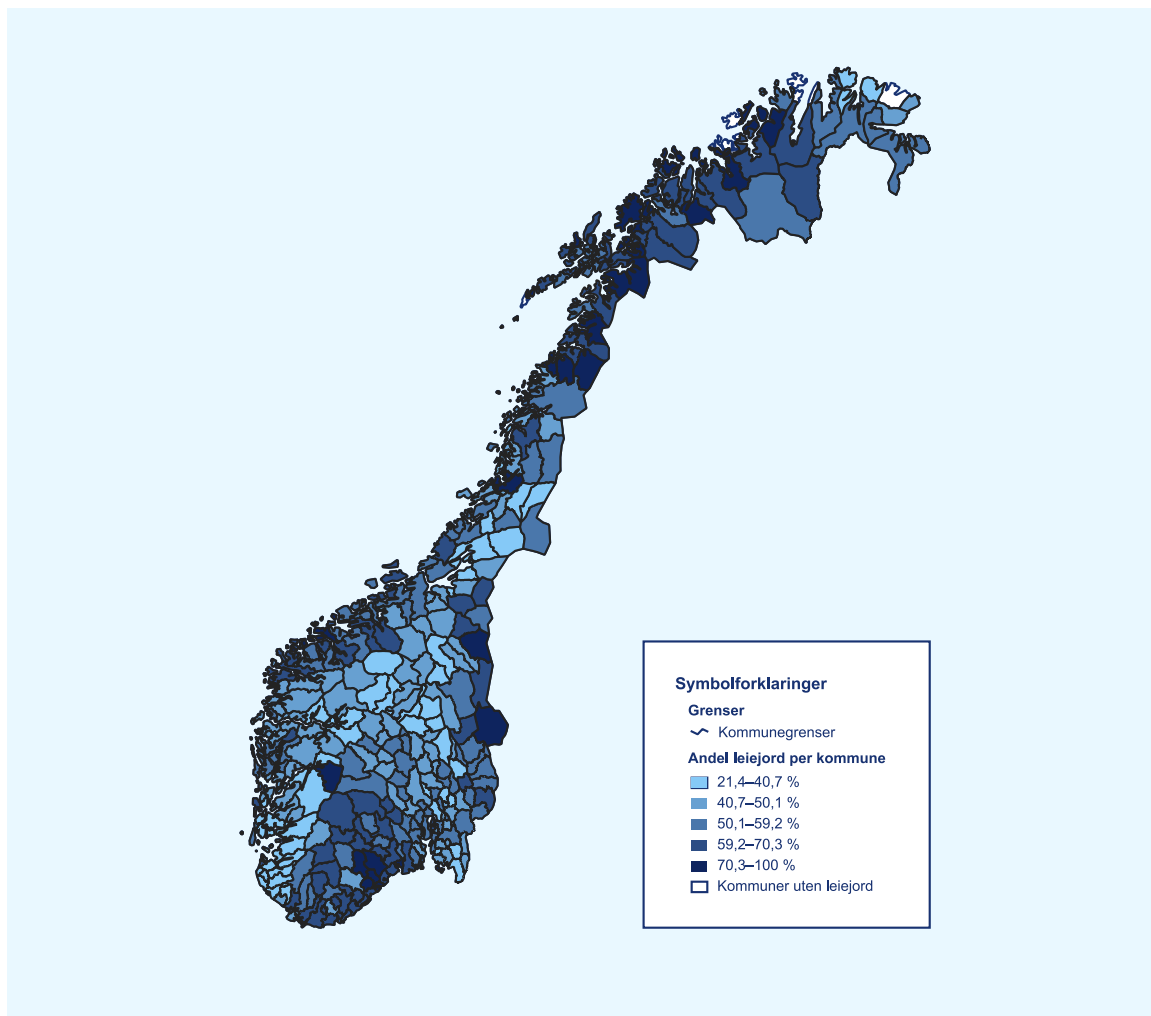 Symbolforklaringer
Grenser
Kommunegrenser
Andel leiejord per kommune
21,4–40,7 %
40,7–50,1 %
50,1–59,2 %
59,2–70,3 %
70,3–100 %
Kommuner uten leiejord